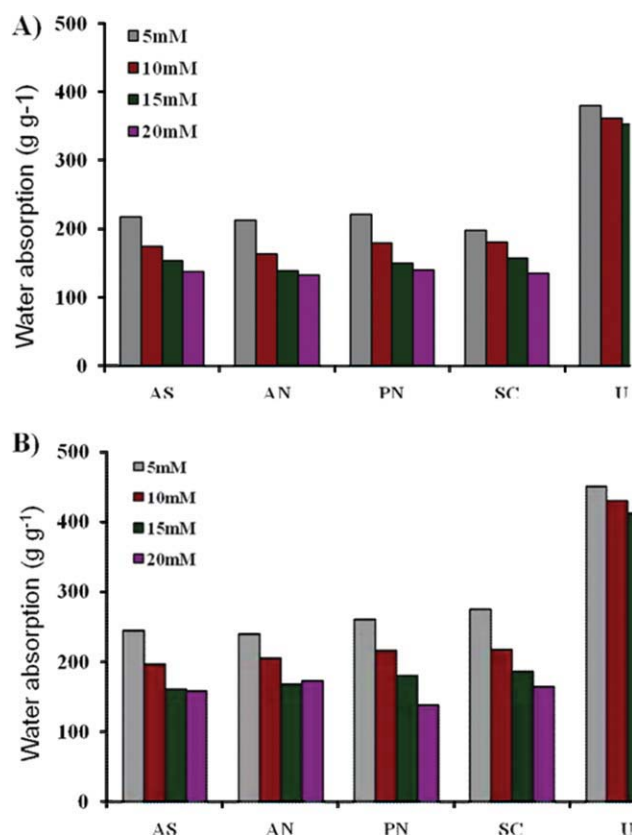 A)
500
400
300
200
100
0
Water absorption (g g-1)
5mM
10mM
15mM
20mM
AS AN PN SC U
B)
500
400
300
200
100
0
Water absorption (g g⁻¹)
5mM
10mM
15mM
20mM
AS AN PN SC U